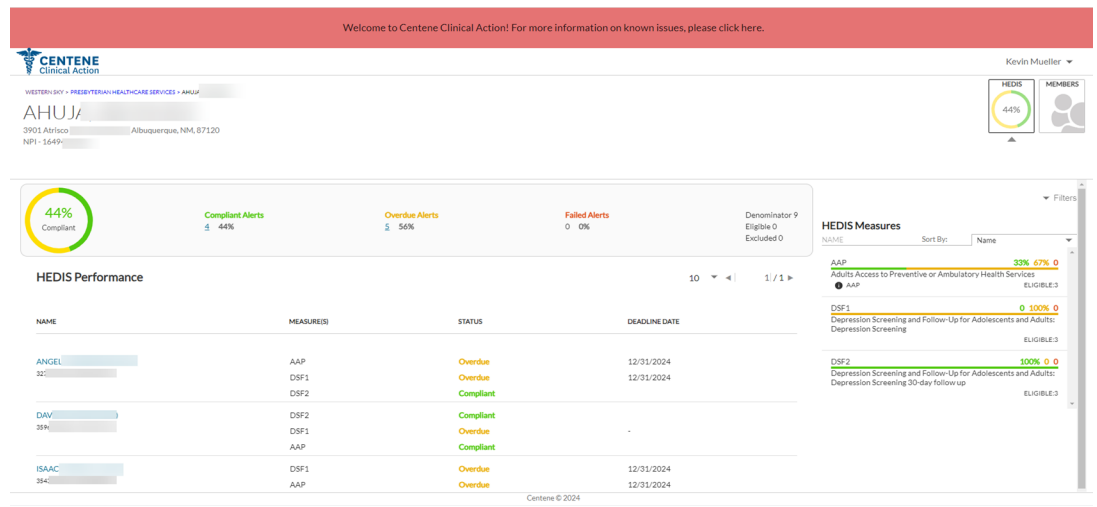 Welcome to Centene Clinical Action! For more information on known issues, please click here.
CENTENE
Clinical Action
Kevin Mueller
WESTERN SKY > PRESBYTERIAN HEALTHCARE SERVICES >
HEDIS
44%
MEMBERS
AHUJA
3901 Atrisco Albuquerque, NM, 87120
NPI - 1649
44%
Compliant
Compliant Alerts
4 44%
Overdue Alerts
5 56%
Failed Alerts
0 0%
Denominator 9
Eligible 0
Excluded 0
Filters
HEDIS Measures
NAME Sort By: Name
HEDIS Performance
10 1 / 1
NAME MEASURE(S) STATUS DEADLINE DATE
ANGEL AAP Overdue 12/31/2024
DSF1 Overdue 12/31/2024
DSF2 Compliant
DAV DSF2 Compliant
DSF1 Overdue -
AAP Compliant
ISAAC DSF1 Overdue 12/31/2024
AAP Overdue 12/31/2024
AAP 33% 67% 0
Adults Access to Preventive or Ambulatory Health Services
AAP ELIGIBLE:3
DSF1 0 100% 0
Depression Screening and Follow-Up for Adolescents and Adults:
Depression Screening
ELIGIBLE:3
DSF2 100% 0 0
Depression Screening and Follow-Up for Adolescents and Adults:
Depression Screening 30-day follow up
ELIGIBLE:3
Centene © 2024